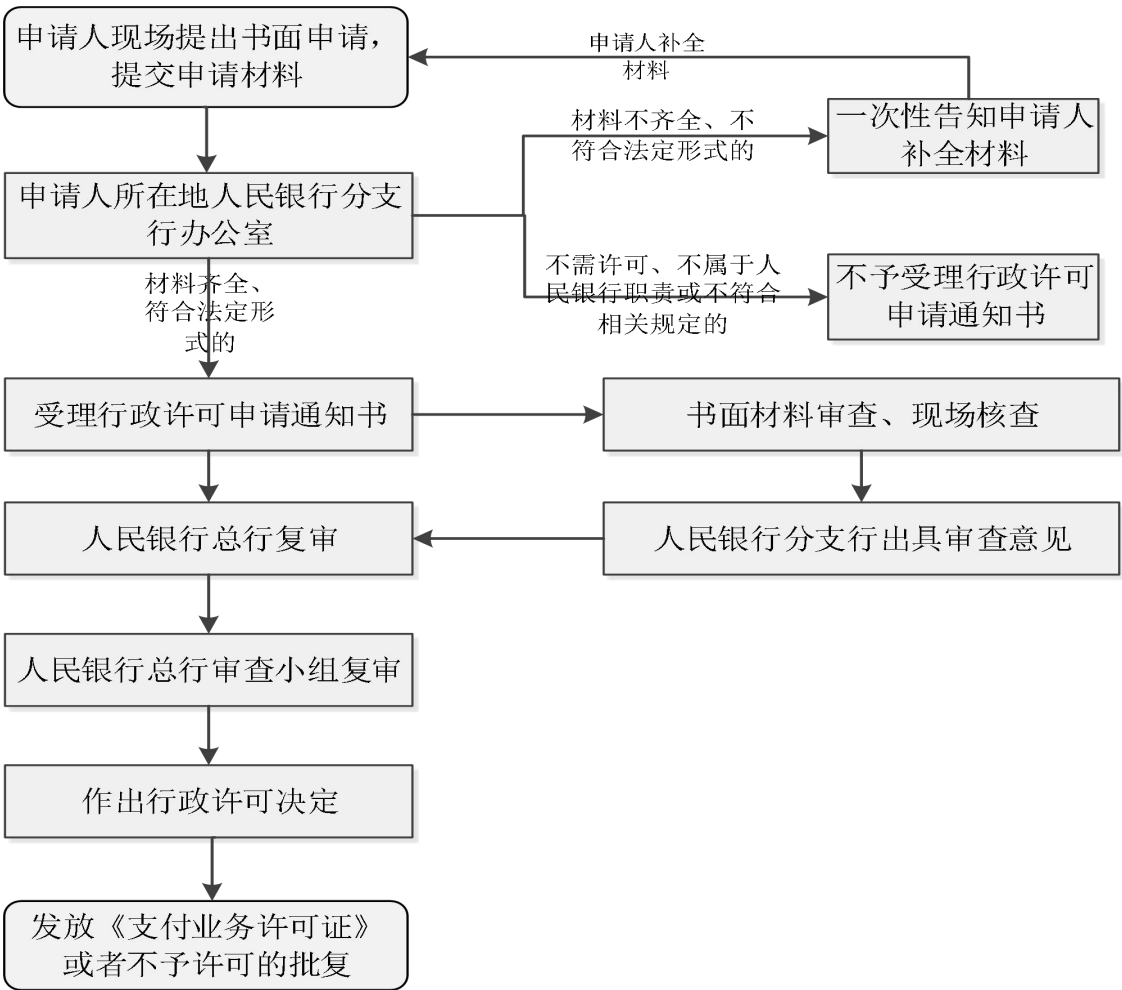 申请人现场提出书面申请，
提交申请材料
申请人补全
材料
材料不齐全、不
符合法定形式的
一次性告知申请人
补全材料
申请人所在地人民银行分支
行办公室
不需许可、不属于人
民银行职责或不符合
相关规定的
不予受理行政许可
申请通知书
材料齐全、
符合法定形
式的
受理行政许可申请通知书
书面材料审查、现场核查
人民银行总行复审
人民银行分支行出具审查意见
人民银行总行审查小组复审
作出行政许可决定
发放《支付业务许可证》
或者不予许可的批复